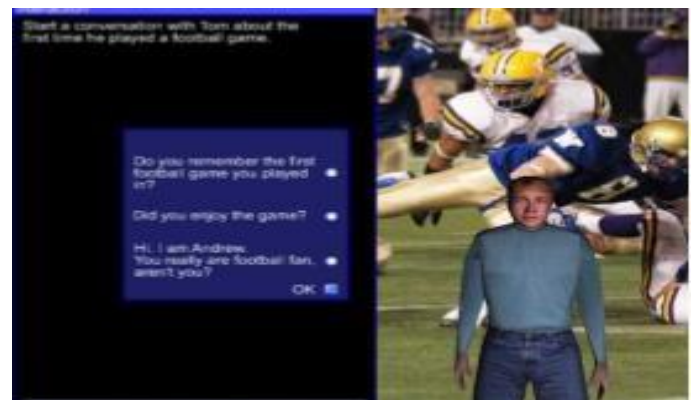 Start a conversation with Tom about the
first time he played a football game.
Do you remember the first
football game you played
in?
Did you enjoy the game?
Hi, I am Andrew.
You really are football fan,
aren't you?
OK